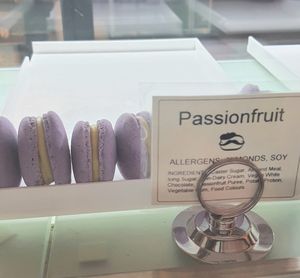 Passionfruit
ALLERGENS: ALMONDS, SOY
INGREDIENTS: Caster Sugar, Almond Meal,
Icing Sugar, Non-Dairy Cream, Vegan White
Chocolate, Passionfruit Puree, Potato Protein,
Vegetable Gum, Food Colours